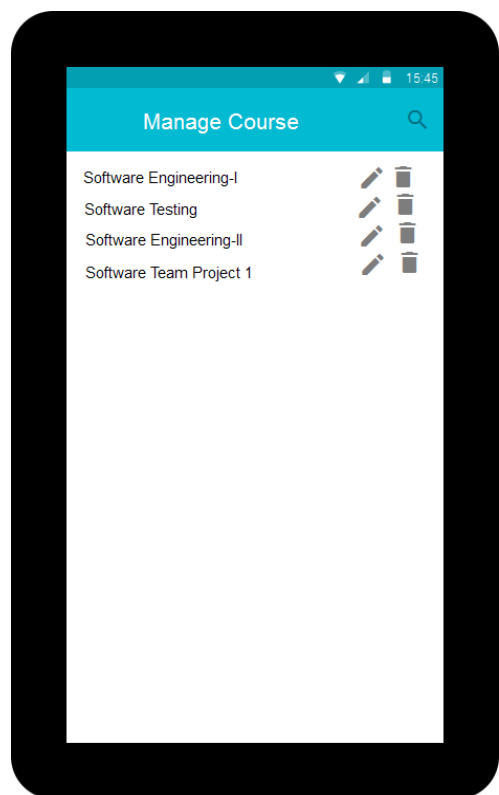 15:45
Manage Course
Software Engineering-I
Software Testing
Software Engineering-II
Software Team Project 1